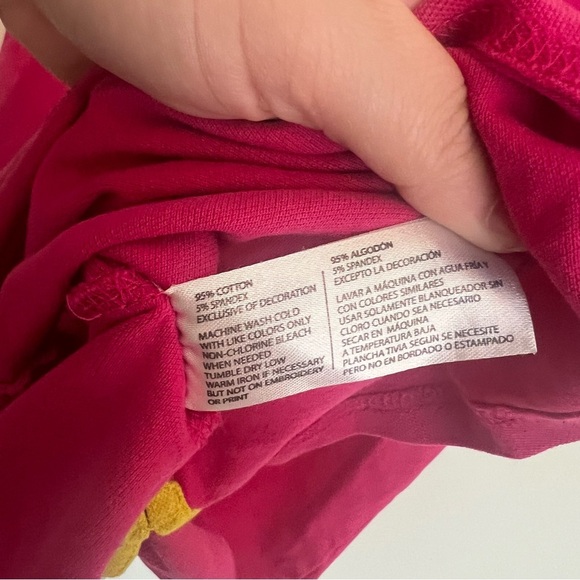 95% COTTON
5% SPANDEX
EXCLUSIVE OF DECORATION
MACHINE WASH COLD
WITH LIKE COLORS ONLY
NON-CHLORINE BLEACH
WHEN NEEDED
TUMBLE DRY LOW
WARM IRON IF NECESSARY
BUT NOT ON EMBROIDERY
OR PRINT
95% ALGODÓN
5% SPANDEX
EXCEPTO LA DECORACIÓN
LAVAR A MÁQUINA CON AGUA FRÍA Y
CON COLORES SIMILARES
USAR SOLAMENTE BLANQUEADOR SIN
CLORO CUANDO SEA NECESARIO
SECAR EN MÁQUINA
A TEMPERATURA BAJA
PLANCHA TIVIA SEGÚN SE NECESITE
PERO NO EN BORDADO O ESTAMPADO